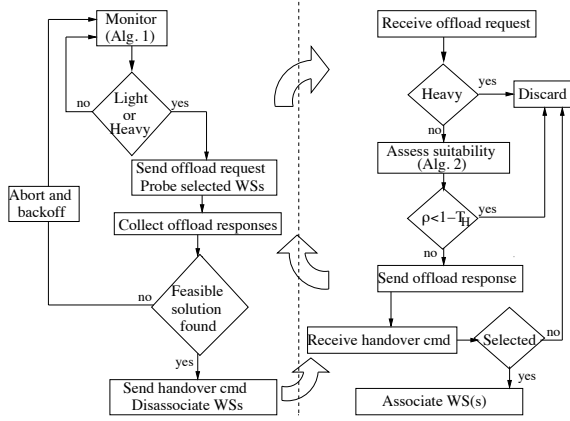 Monitor
(Alg. 1)
Light
or
Heavy
no
yes
Send offload request
Probe selected WSs
Abort and
backoff
Collect offload responses
Feasible
solution
found
no
yes
Send handover cmd
Disassociate WSs
Receive offload request
Heavy
yes
Discard
no
Assess suitability
(Alg. 2)
ρ<1−T_H
yes
no
Send offload response
Receive handover cmd
Selected
no
yes
Associate WS(s)